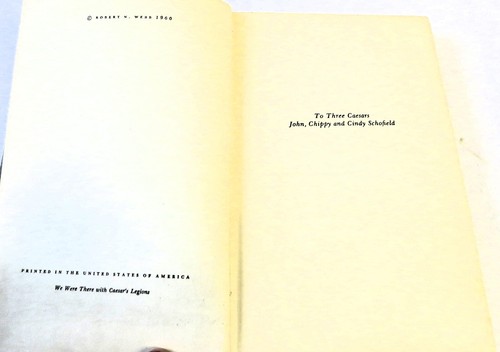 © ROBERT N. WEBB 1960
PRINTED IN THE UNITED STATES OF AMERICA
We Were There with Caesar's Legions
To Three Caesars
John, Chippy and Cindy Schofield